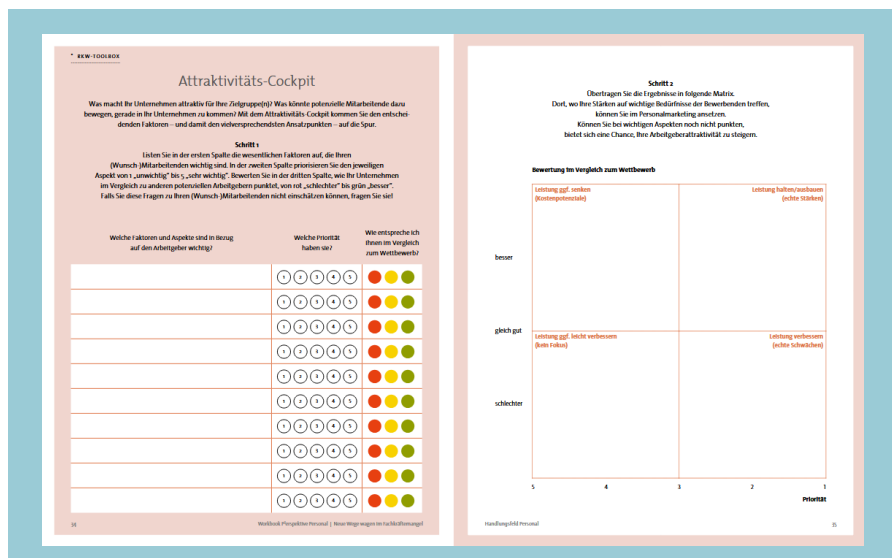 RKW-TOOLBOX
Attraktivitäts-Cockpit
Was macht Ihr Unternehmen attraktiv für Ihre Zielgruppe(n)? Was könnte potenzielle Mitarbeitende dazu
bewegen, gerade in Ihr Unternehmen zu kommen? Mit dem Attraktivitäts-Cockpit kommen Sie den entschei-
denden Faktoren – und damit den vielversprechendsten Ansatzpunkten – auf die Spur.
Schritt 1
Listen Sie in der ersten Spalte die wesentlichen Faktoren auf, die Ihren
(Wunsch-)Mitarbeitenden wichtig sind. In der zweiten Spalte priorisieren Sie den jeweiligen
Aspekt von 1 „unwichtig" bis 5 „sehr wichtig". Bewerten Sie in der dritten Spalte, wie Ihr Unternehmen
im Vergleich zu anderen potenziellen Arbeitgebern punktet, von rot „schlechter" bis grün „besser".
Falls Sie diese Fragen zu Ihren (Wunsch-)Mitarbeitenden nicht einschätzen können, fragen Sie sie!
Welche Faktoren und Aspekte sind in Bezug
auf den Arbeitgeber wichtig?
Welche Priorität
haben sie?
Wie entspreche ich
ihnen im Vergleich
zum Wettbewerb?
1 2 3 4 5
1 2 3 4 5
1 2 3 4 5
1 2 3 4 5
1 2 3 4 5
1 2 3 4 5
1 2 3 4 5
1 2 3 4 5
1 2 3 4 5
1 2 3 4 5
34
Workbook P³erspektive Personal | Neue Wege wagen im Fachkräftemangel
Schritt 2
Übertragen Sie die Ergebnisse in folgende Matrix.
Dort, wo Ihre Stärken auf wichtige Bedürfnisse der Bewerbenden treffen,
können Sie im Personalmarketing ansetzen.
Können Sie bei wichtigen Aspekten noch nicht punkten,
bietet sich eine Chance, Ihre Arbeitgeberattraktivität zu steigern.
Bewertung im Vergleich zum Wettbewerb
Leistung ggf. senken
(Kostenpotenziale)
Leistung halten/ausbauen
(echte Stärken)
besser
gleich gut
Leistung ggf. leicht verbessern
(kein Fokus)
Leistung verbessern
(echte Schwächen)
schlechter
5 4 3 2 1
Priorität
Handlungsfeld Personal
35